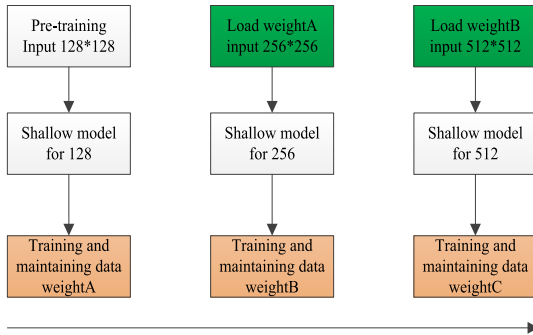 Pre-training
Input 128*128
Load weightA
input 256*256
Load weightB
input 512*512
Shallow model
for 128
Shallow model
for 256
Shallow model
for 512
Training and
maintaining data
weightA
Training and
maintaining data
weightB
Training and
maintaining data
weightC